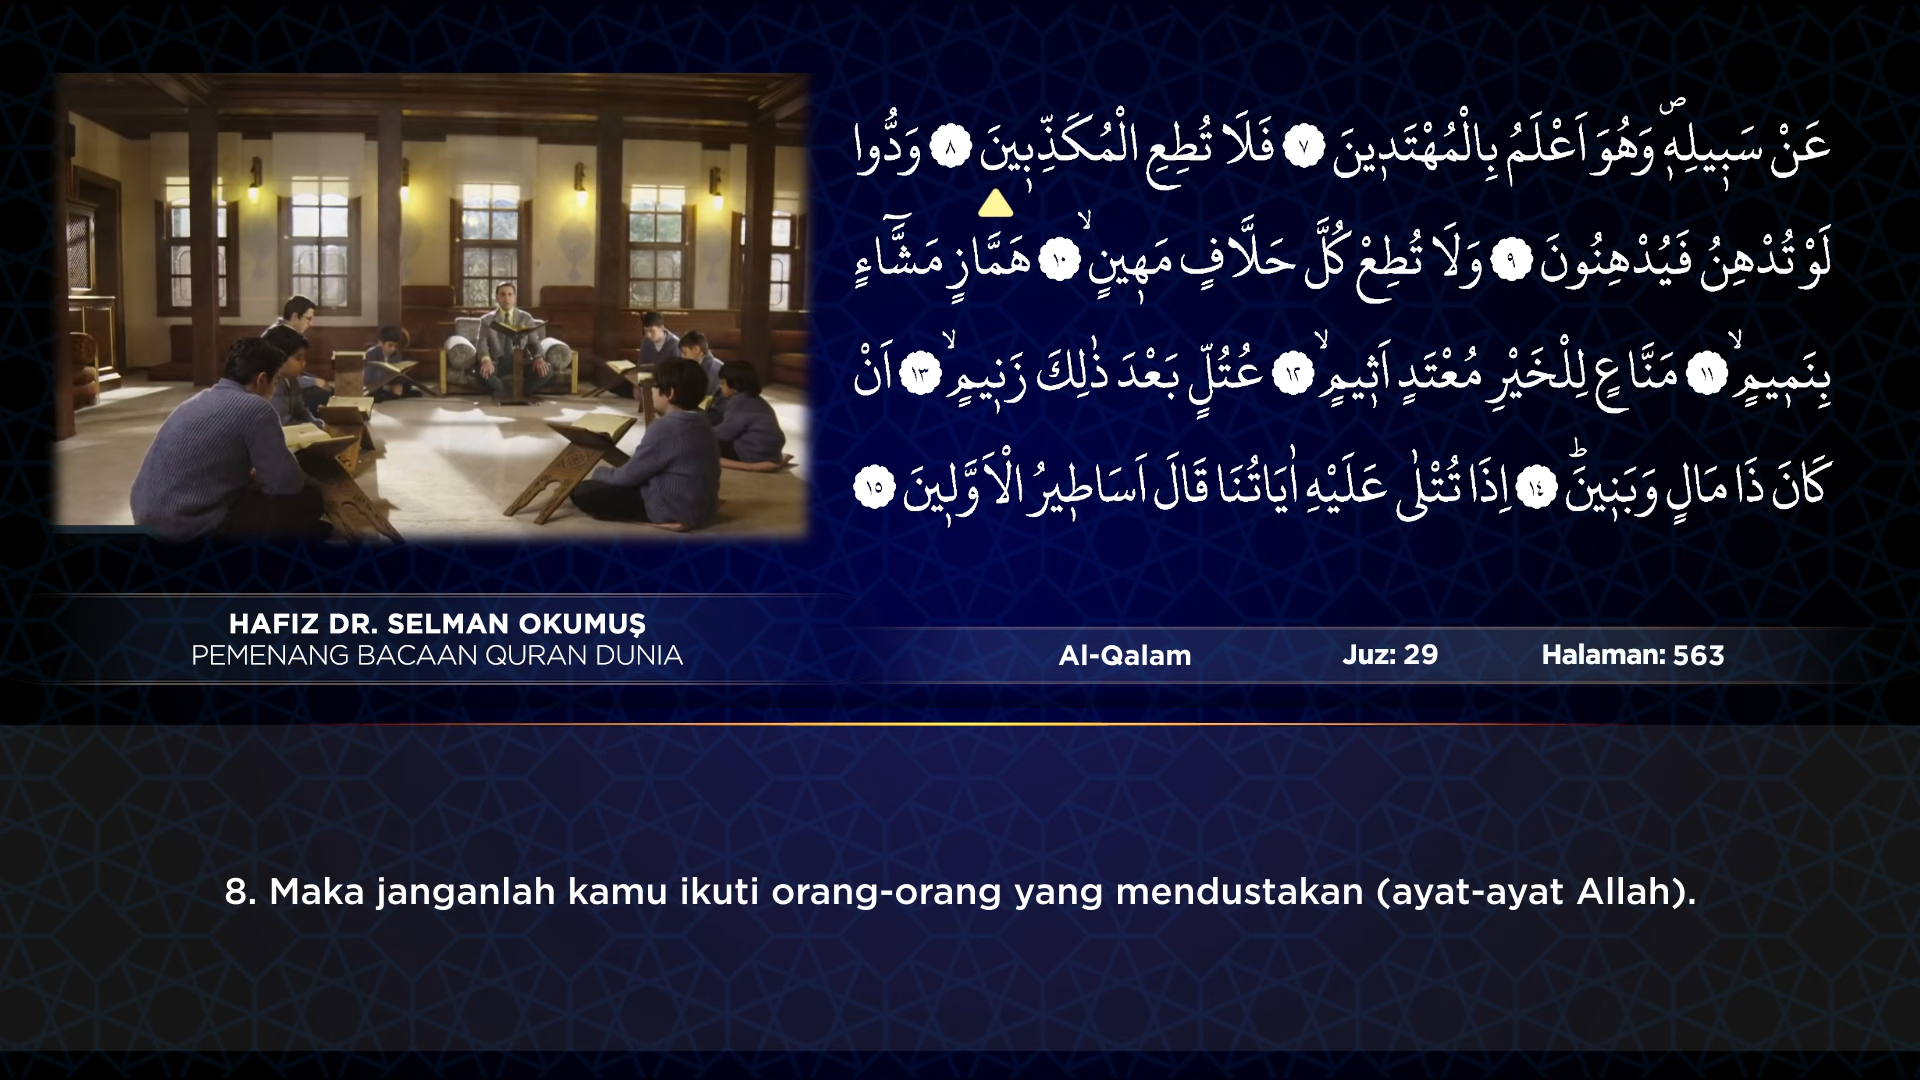 عَنْ سَب۪يلِه۪ۖ وَهُوَ اَعْلَمُ بِالْمُهْتَد۪ينَ ٧ فَلَا تُطِعِ الْمُكَذِّب۪ينَ ٨ وَدُّوا
لَوْ تُدْهِنُ فَيُدْهِنُونَ ٩ وَلَا تُطِعْ كُلَّ حَلَّافٍ مَه۪ينٍۙ ١٠ هَمَّازٍ مَشَّٓاءٍ
بِنَم۪يمٍۙ ١١ مَنَّاعٍ لِلْخَيْرِ مُعْتَدٍ اَث۪يمٍۙ ١٢ عُتُلٍّ بَعْدَ ذٰلِكَ زَن۪يمٍۙ ١٣ اَنْ
كَانَ ذَا مَالٍ وَبَن۪ينَۜ ١٤ اِذَا تُتْلٰى عَلَيْهِ اٰيَاتُنَا قَالَ اَسَاط۪يرُ الْاَوَّل۪ينَ ١٥
HAFIZ DR. SELMAN OKUMUŞ
PEMENANG BACAAN QURAN DUNIA
Al-Qalam Juz: 29 Halaman: 563
8. Maka janganlah kamu ikuti orang-orang yang mendustakan (ayat-ayat Allah).